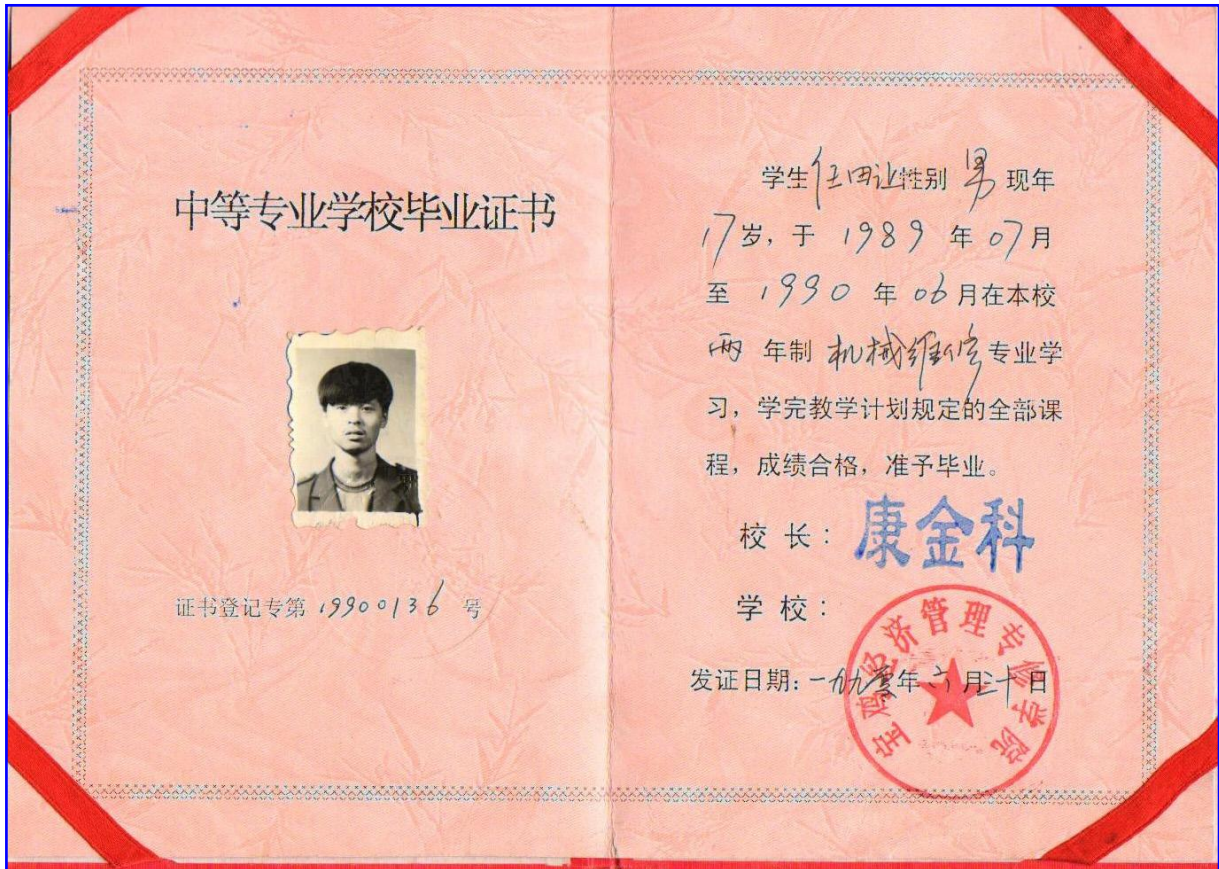 中等专业学校毕业证书
证书登记专第 19900136 号
学生 任田让 性别 男 现年
17岁，于 1989 年 07月
至 1990 年 06 月在本校
两 年制 机械维修 专业学
习，学完教学计划规定的全部课
程，成绩合格，准予毕业。
校 长： 康金科
学 校：
宝鸡经济管理专修学院
发证日期：一九九零年六月三十日